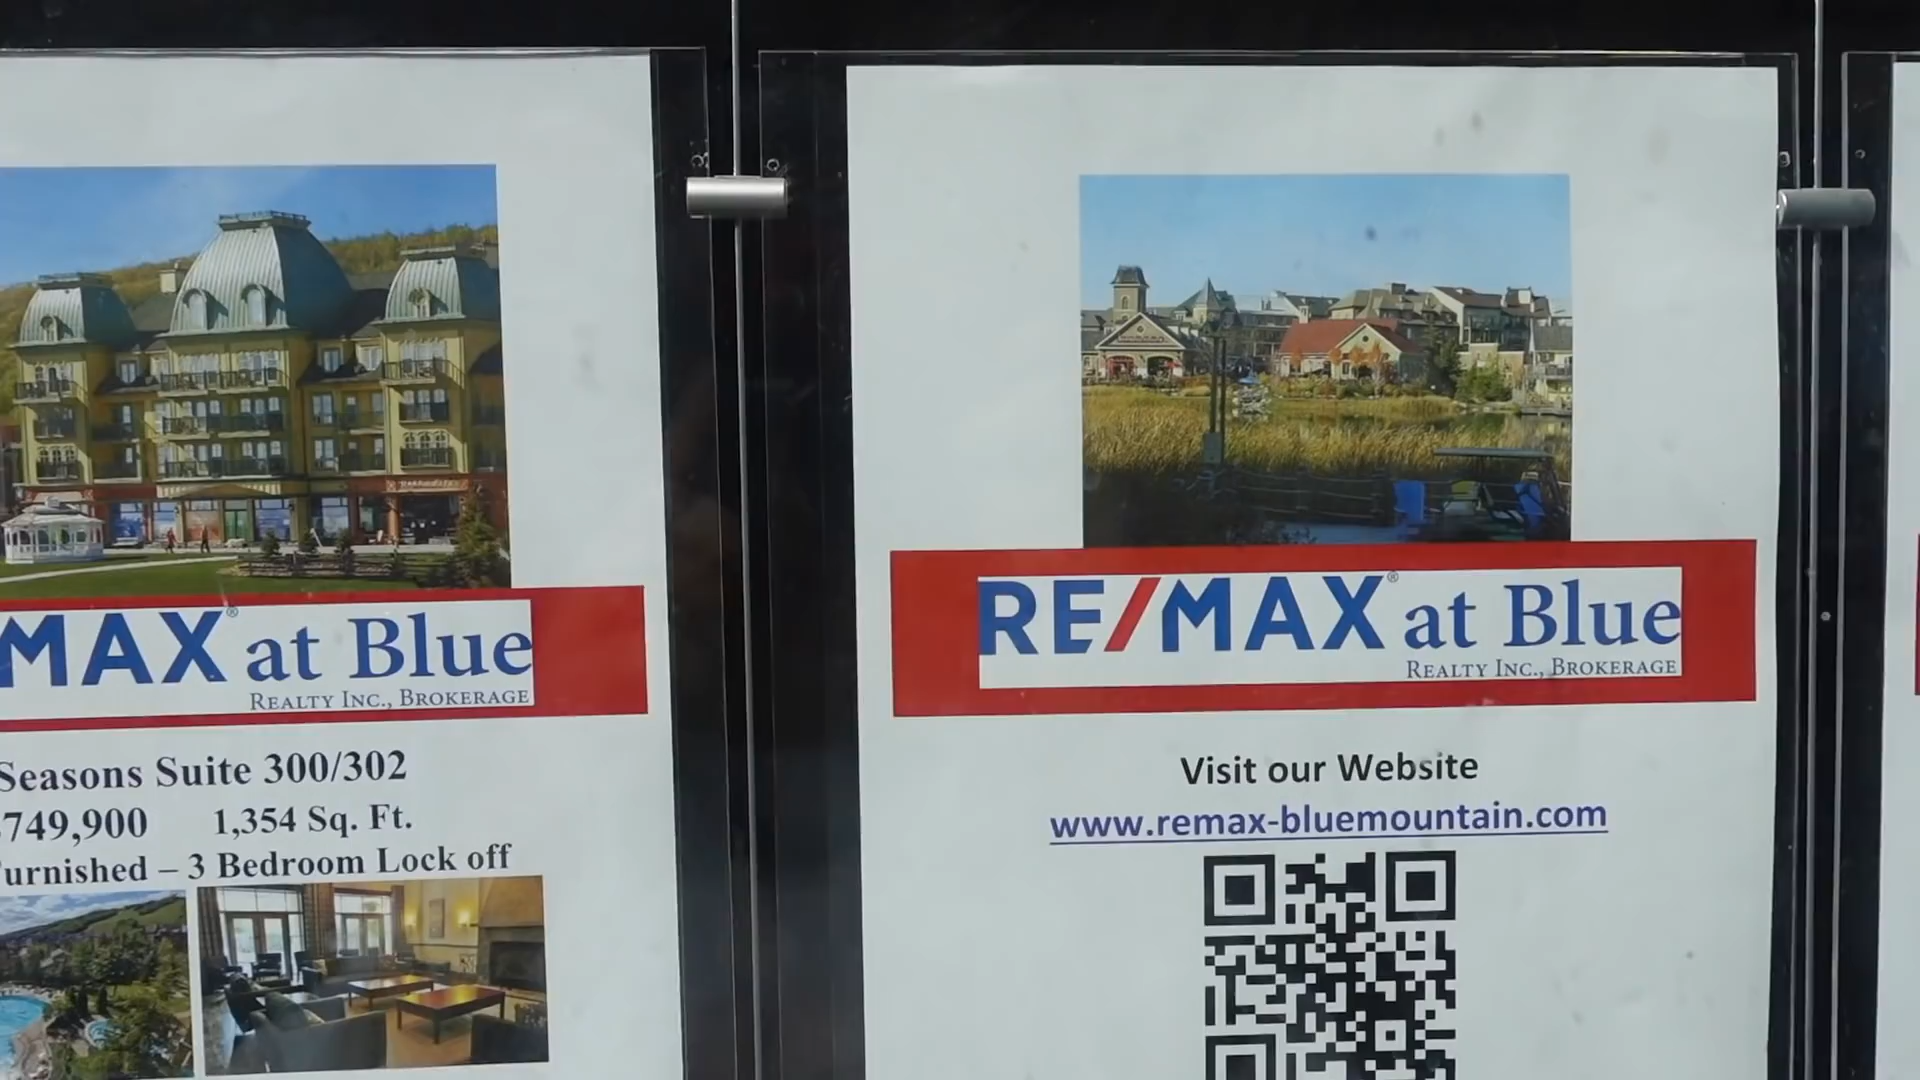 MAX® at Blue
REALTY INC., BROKERAGE
Seasons Suite 300/302
749,900 1,354 Sq. Ft.
urnished – 3 Bedroom Lock off
RE/MAX® at Blue
REALTY INC., BROKERAGE
Visit our Website
www.remax-bluemountain.com